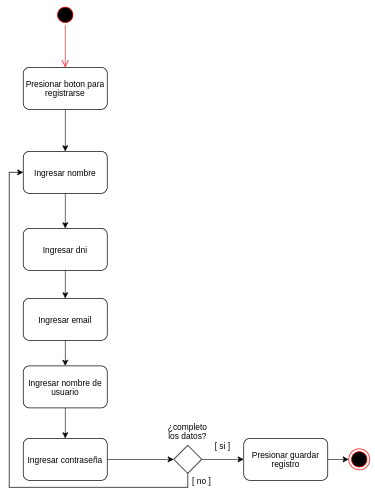 Presionar boton para
registrarse
Ingresar nombre
Ingresar dni
Ingresar email
Ingresar nombre de
usuario
Ingresar contraseña
¿completo
los datos?
[ si ]
[ no ]
Presionar guardar
registro